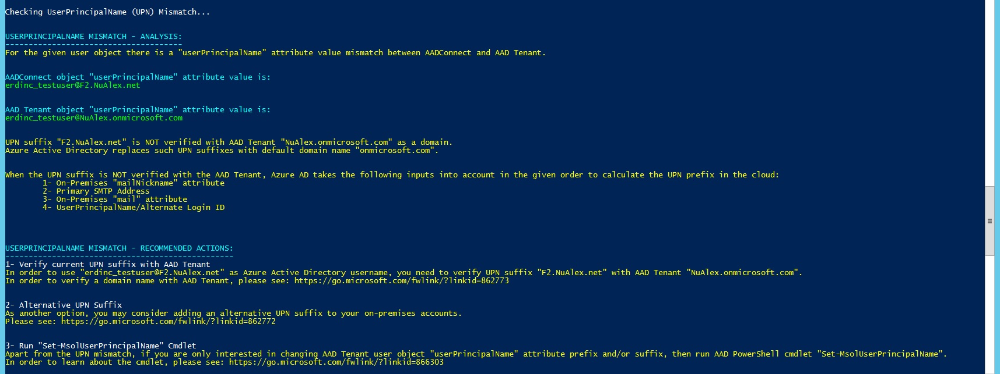 Checking UserPrincipalName (UPN) Mismatch...
USERPRINCIPALNAME MISMATCH - ANALYSIS:
--------------------------------------
For the given user object there is a "userPrincipalName" attribute value mismatch between AADConnect and AAD Tenant.
AADConnect object "userPrincipalName" attribute value is:
erdinc_testuser@F2.NuAlex.net
AAD Tenant object "userPrincipalName" attribute value is:
erdinc_testuser@NuAlex.onmicrosoft.com
UPN suffix "F2.NuAlex.net" is NOT verified with AAD Tenant "NuAlex.onmicrosoft.com" as a domain.
Azure Active Directory replaces such UPN suffixes with default domain name "onmicrosoft.com".
When the UPN suffix is NOT verified with the AAD Tenant, Azure AD takes the following inputs into account in the given order to calculate the UPN prefix in the cloud:
1- On-Premises "mailNickname" attribute
2- Primary SMTP Address
3- On-Premises "mail" attribute
4- UserPrincipalName/Alternate Login ID
USERPRINCIPALNAME MISMATCH - RECOMMENDED ACTIONS:
-------------------------------------------------
1- Verify current UPN suffix with AAD Tenant
In order to use "erdinc_testuser@F2.NuAlex.net" as Azure Active Directory username, you need to verify UPN suffix "F2.NuAlex.net" with AAD Tenant "NuAlex.onmicrosoft.com".
In order to verify a domain name with AAD Tenant, please see: https://go.microsoft.com/fwlink/?linkid=862773
2- Alternative UPN Suffix
As another option, you may consider adding an alternative UPN suffix to your on-premises accounts.
Please see: https://go.microsoft.com/fwlink/?linkid=862772
3- Run "Set-MsolUserPrincipalName" Cmdlet
Apart from the UPN mismatch, if you are only interested in changing AAD Tenant user object "userPrincipalName" attribute prefix and/or suffix, then run AAD PowerShell cmdlet "Set-MsolUserPrincipalName".
In order to learn about the cmdlet, please see: https://go.microsoft.com/fwlink/?linkid=866303